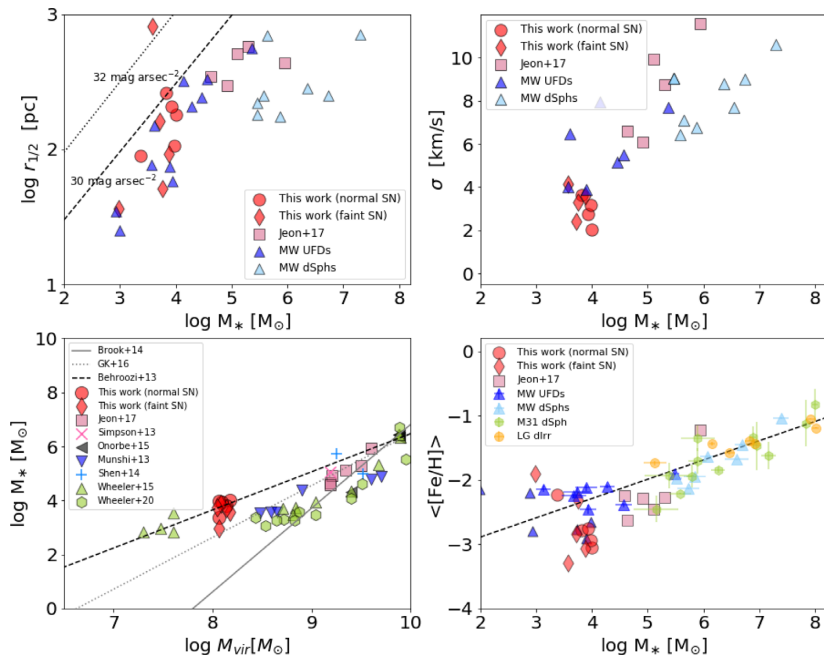 3
2
1
log r1/2 [pc]
32 mag arsec−2
30 mag arsec−2
This work (normal SN)
This work (faint SN)
Jeon+17
MW UFDs
MW dSphs
2 3 4 5 6 7 8
log M∗ [M⊙]
This work (normal SN)
This work (faint SN)
Jeon+17
MW UFDs
MW dSphs
10
8
6
4
2
0
σ [km/s]
2 3 4 5 6 7 8
log M∗ [M⊙]
10
8
6
4
2
0
log M∗ [M⊙]
Brook+14
GK+16
Behroozi+13
This work (normal SN)
This work (faint SN)
Jeon+17
Simpson+13
Onorbe+15
Munshi+13
Shen+14
Wheeler+15
Wheeler+20
7 8 9 10
log Mvir[M⊙]
This work (normal SN)
This work (faint SN)
Jeon+17
MW UFDs
MW dSphs
M31 dSph
LG dIrr
0
−1
−2
−3
−4
<[Fe/H]>
2 3 4 5 6 7 8
log M∗ [M⊙]